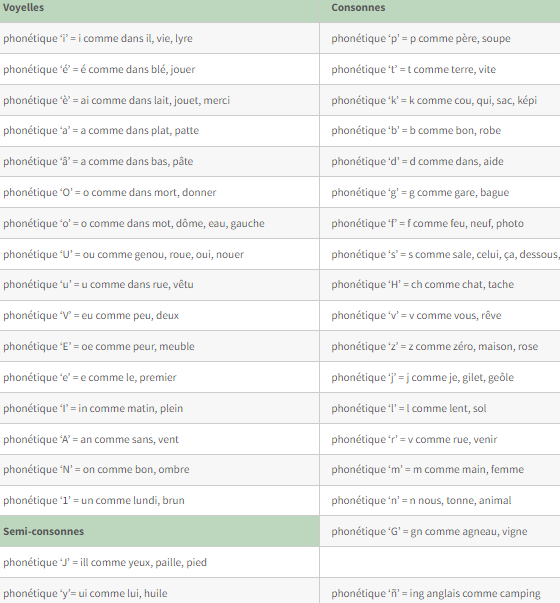 Voyelles Consonnes
phonétique ‘i’ = i comme dans il, vie, lyre phonétique ‘p’ = p comme père, soupe
phonétique ‘é’ = é comme dans blé, jouer phonétique ‘t’ = t comme terre, vite
phonétique ‘è’ = ai comme dans lait, jouet, merci phonétique ‘k’ = k comme cou, qui, sac, képi
phonétique ‘a’ = a comme dans plat, patte phonétique ‘b’ = b comme bon, robe
phonétique ‘â’ = a comme dans bas, pâte phonétique ‘d’ = d comme dans, aide
phonétique ‘O’ = o comme dans mort, donner phonétique ‘g’ = g comme gare, bague
phonétique ‘o’ = o comme dans mot, dôme, eau, gauche phonétique ‘f’ = f comme feu, neuf, photo
phonétique ‘U’ = ou comme genou, roue, oui, nouer phonétique ‘s’ = s comme sale, celui, ça, dessous,
phonétique ‘u’ = u comme dans rue, vêtu phonétique ‘H’ = ch comme chat, tache
phonétique ‘V’ = eu comme peu, deux phonétique ‘v’ = v comme vous, rêve
phonétique ‘E’ = oe comme peur, meuble phonétique ‘z’ = z comme zéro, maison, rose
phonétique ‘e’ = e comme le, premier phonétique ‘j’ = j comme je, gilet, geôle
phonétique ‘I’ = in comme matin, plein phonétique ‘l’ = l comme lent, sol
phonétique ‘A’ = an comme sans, vent phonétique ‘r’ = v comme rue, venir
phonétique ‘N’ = on comme bon, ombre phonétique ‘m’ = m comme main, femme
phonétique ‘1’ = un comme lundi, brun phonétique ‘n’ = n nous, tonne, animal
Semi-consonnes phonétique ‘G’ = gn comme agneau, vigne
phonétique ‘J’ = ill comme yeux, paille, pied
phonétique ‘y’= ui comme lui, huile phonétique ‘ñ’ = ing anglais comme camping